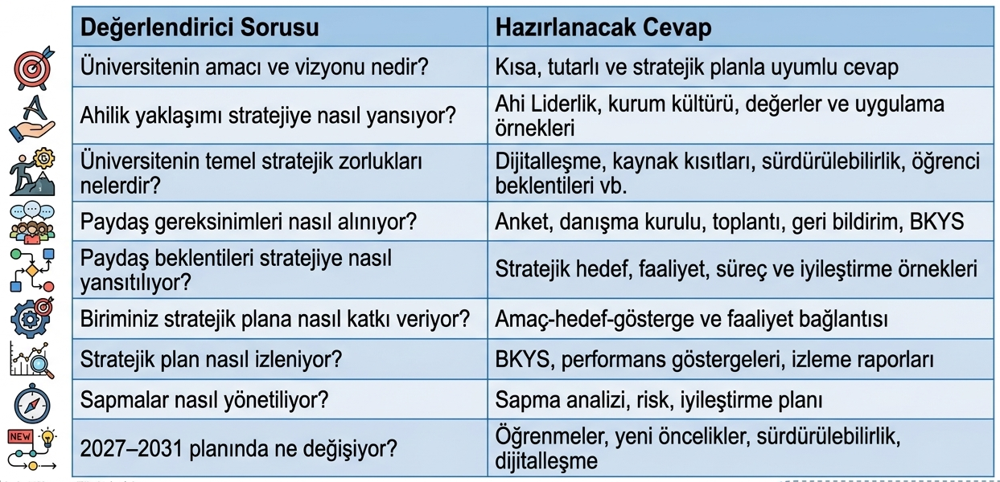 Değerlendirici Sorusu
Hazırlanacak Cevap
Üniversitenin amacı ve vizyonu nedir?
Kısa, tutarlı ve stratejik planla uyumlu cevap
Ahilik yaklaşımı stratejiye nasıl yansıyor?
Ahi Liderlik, kurum kültürü, değerler ve uygulama
örnekleri
Üniversitenin temel stratejik zorlukları
nelerdir?
Dijitalleşme, kaynak kısıtları, sürdürülebilirlik, öğrenci
beklentileri vb.
Paydaş gereksinimleri nasıl alınıyor?
Anket, danışma kurulu, toplantı, geri bildirim, BKYS
Paydaş beklentileri stratejiye nasıl
yansıtılıyor?
Stratejik hedef, faaliyet, süreç ve iyileştirme örnekleri
Biriminiz stratejik plana nasıl katkı veriyor?
Amaç-hedef-gösterge ve faaliyet bağlantısı
Stratejik plan nasıl izleniyor?
BKYS, performans göstergeleri, izleme raporları
Sapmalar nasıl yönetiliyor?
Sapma analizi, risk, iyileştirme planı
NEW
2027–2031 planında ne değişiyor?
Öğrenmeler, yeni öncelikler, sürdürülebilirlik,
dijitalleşme